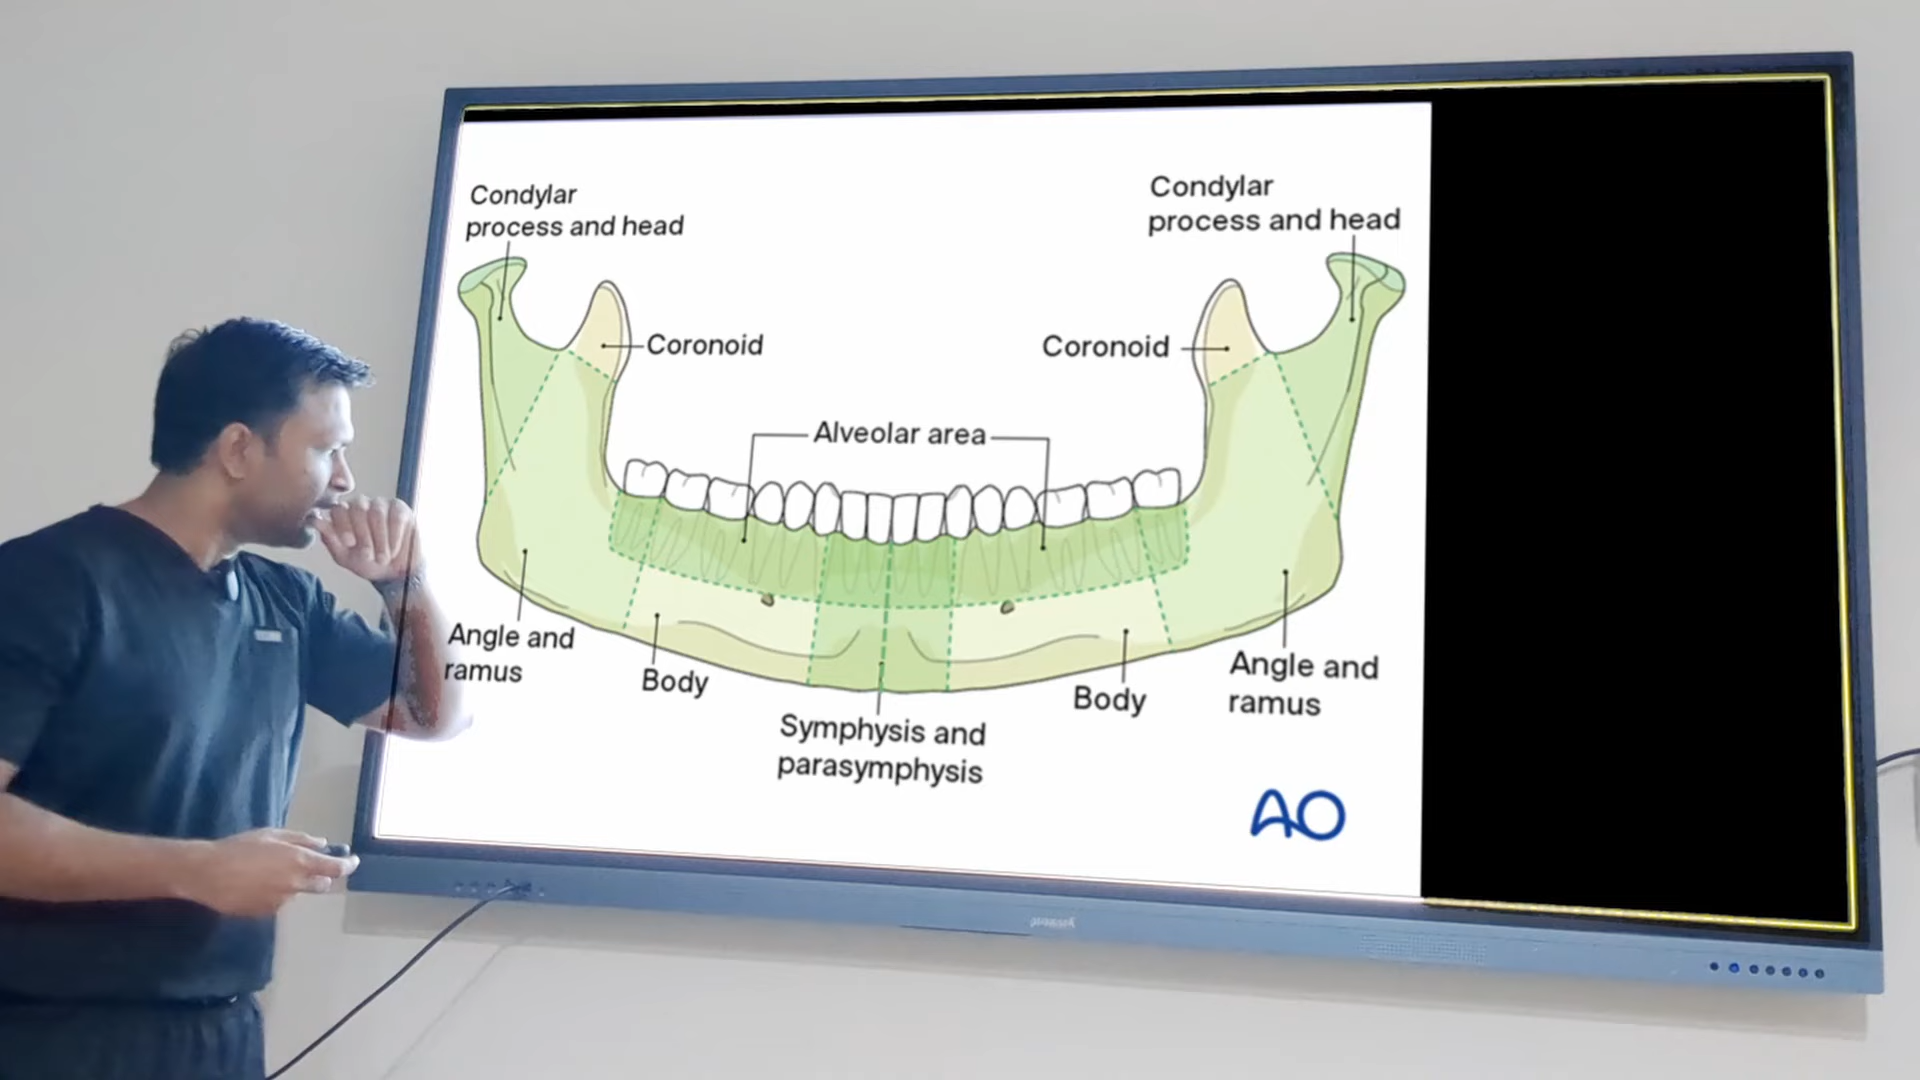 Condylar
process and head
Condylar
process and head
Coronoid
Coronoid
Alveolar area
Angle and
ramus
Body
Symphysis and
parasymphysis
Body
Angle and
ramus
AO